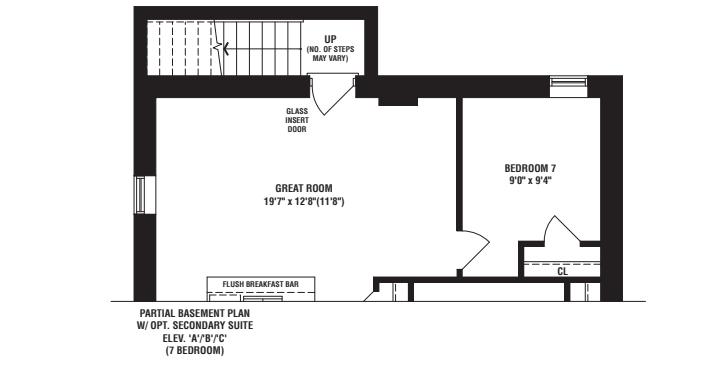 UP
(NO. OF STEPS
MAY VARY)
GLASS
INSERT
DOOR
BEDROOM 7
9'0" x 9'4"
GREAT ROOM
19'7" x 12'8"(11'8")
CL
FLUSH BREAKFAST BAR
PARTIAL BASEMENT PLAN
W/ OPT. SECONDARY SUITE
ELEV. 'A'/'B'/'C'
(7 BEDROOM)